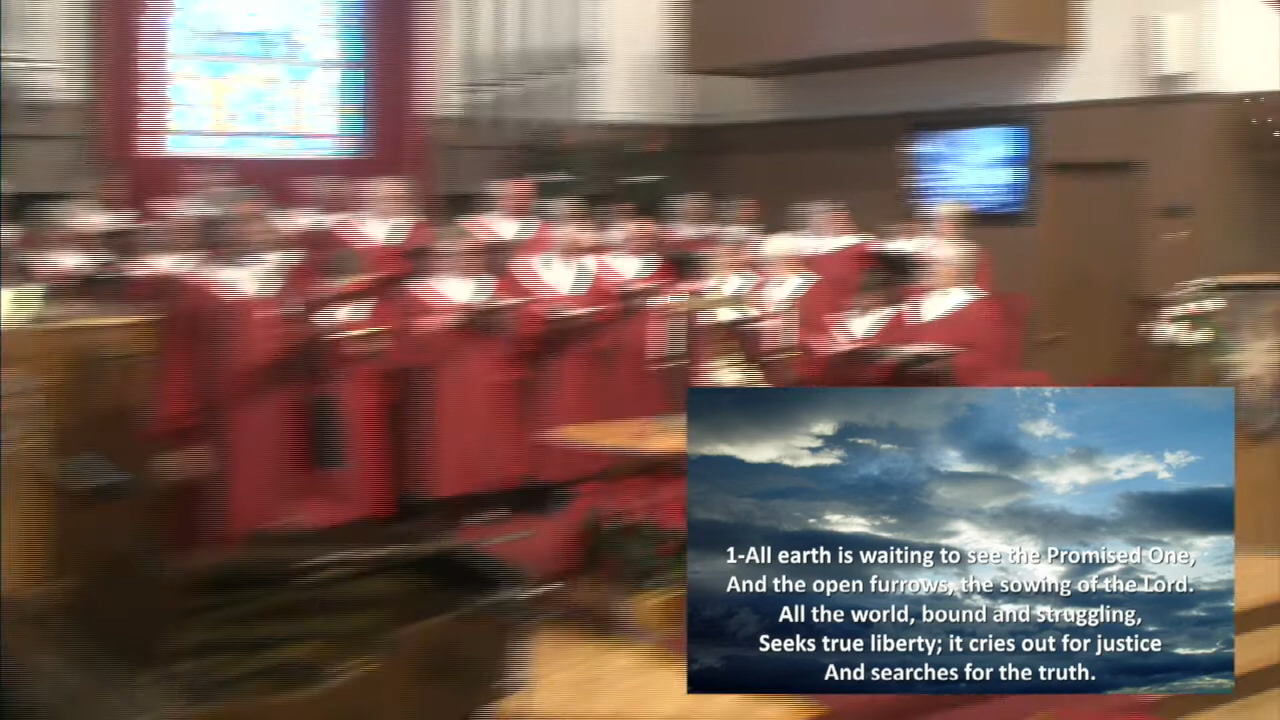 1-All earth is waiting to see the Promised One,
And the open furrows, the sowing of the Lord.
All the world, bound and struggling,
Seeks true liberty; it cries out for justice
And searches for the truth.